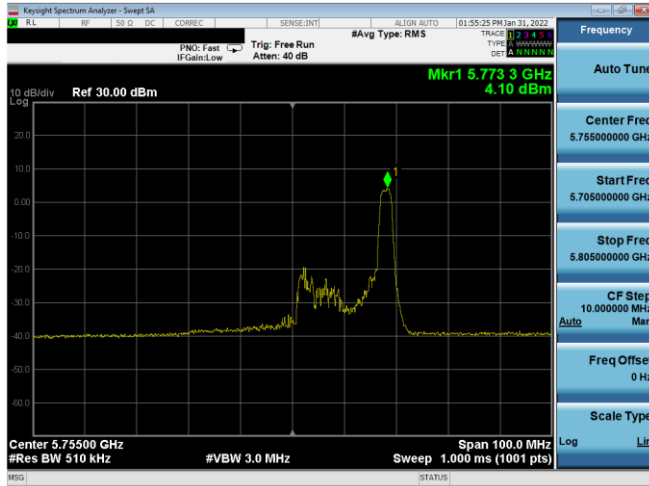 Keysight Spectrum Analyzer - Swept SA
RL RF 50 Ω DC CORREC SENSE:INT ALIGN AUTO 01:55:25 PM Jan 31, 2022
#Avg Type: RMS
TRACE 1 2 3 4 5 6
TYPE A WWWWW
DET A N N N N N
PNO: Fast Trig: Free Run
IFGain:Low Atten: 40 dB
Mkr1 5.773 3 GHz
4.10 dBm
10 dB/div Ref 30.00 dBm
Log
20.0
10.0
0.00
-10.0
-20.0
-30.0
-40.0
-50.0
-60.0
1
Center 5.75500 GHz Span 100.0 MHz
#Res BW 510 kHz #VBW 3.0 MHz Sweep 1.000 ms (1001 pts)
MSG STATUS
Frequency
Auto Tune
Center Freq
5.755000000 GHz
Start Freq
5.705000000 GHz
Stop Freq
5.805000000 GHz
CF Step
10.000000 MHz
Auto Man
Freq Offset
0 Hz
Scale Type
Log Lin